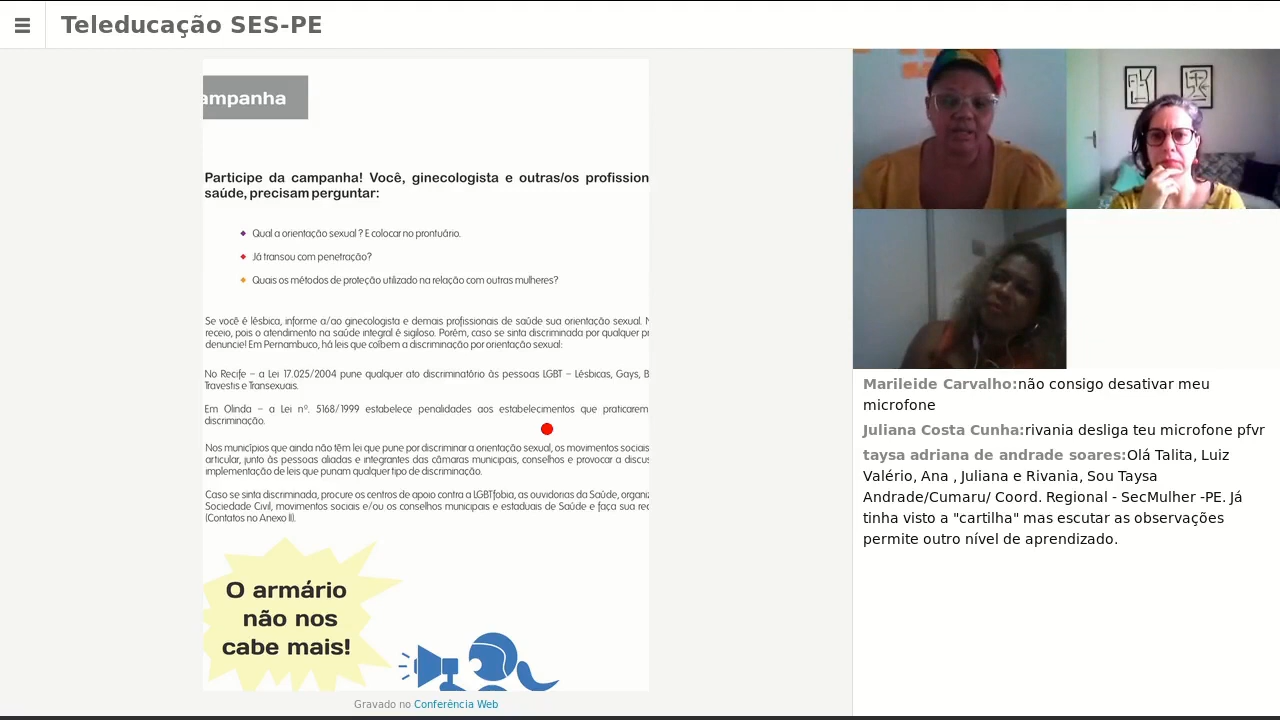 Teleducação SES-PE
ampanha
Participe da campanha! Você, ginecologista e outras/os profission
saúde, precisam perguntar:
Qual a orientação sexual ? E colocar no prontuário.
Já transou com penetração?
Quais os métodos de proteção utilizado na relação com outras mulheres?
Se você é lésbica, informe a/ao ginecologista e demais profissionais de saúde sua orientação sexual. N
receio, pois o atendimento na saúde integral é sigiloso. Porém, caso se sinta discriminada por qualquer pr
denuncie! Em Pernambuco, há leis que coíbem a discriminação por orientação sexual:
No Recife – a Lei 17.025/2004 pune qualquer ato discriminatório às pessoas LGBT – Lésbicas, Gays, B
Travestis e Transexuais.
Em Olinda – a Lei nº. 5168/1999 estabelece penalidades aos estabelecimentos que praticarem
discriminação.
Nos municípios que ainda não têm lei que pune por discriminar a orientação sexual, os movimentos sociais
articular, junto às pessoas aliadas e integrantes das câmaras municipais, conselhos e provocar a discus
implementação de leis que punam qualquer tipo de discriminação.
Caso se sinta discriminada, procure os centros de apoio contra a LGBTfobia, as ouvidorias da Saúde, organiz
Sociedade Civil, movimentos sociais e/ou os conselhos municipais e estaduais de Saúde e faça sua rec
(Contatos no Anexo II).
O armário
não nos
cabe mais!
Gravado no Conferência Web
Marileide Carvalho:não consigo desativar meu
microfone
Juliana Costa Cunha:rivania desliga teu microfone pfvr
taysa adriana de andrade soares:Olá Talita, Luiz
Valério, Ana , Juliana e Rivania, Sou Taysa
Andrade/Cumaru/ Coord. Regional - SecMulher -PE. Já
tinha visto a "cartilha" mas escutar as observações
permite outro nível de aprendizado.